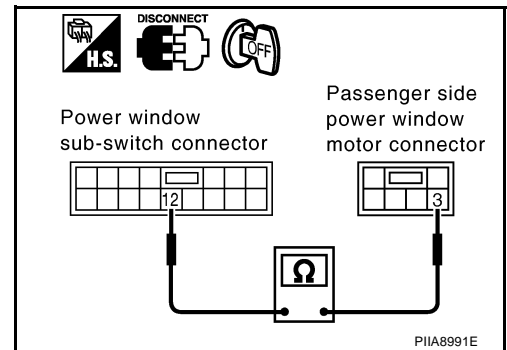 DISCONNECT
H.S.
OFF
Power window
sub-switch connector
Passenger side
power window
motor connector
12
3
Ω
PIIA8991E